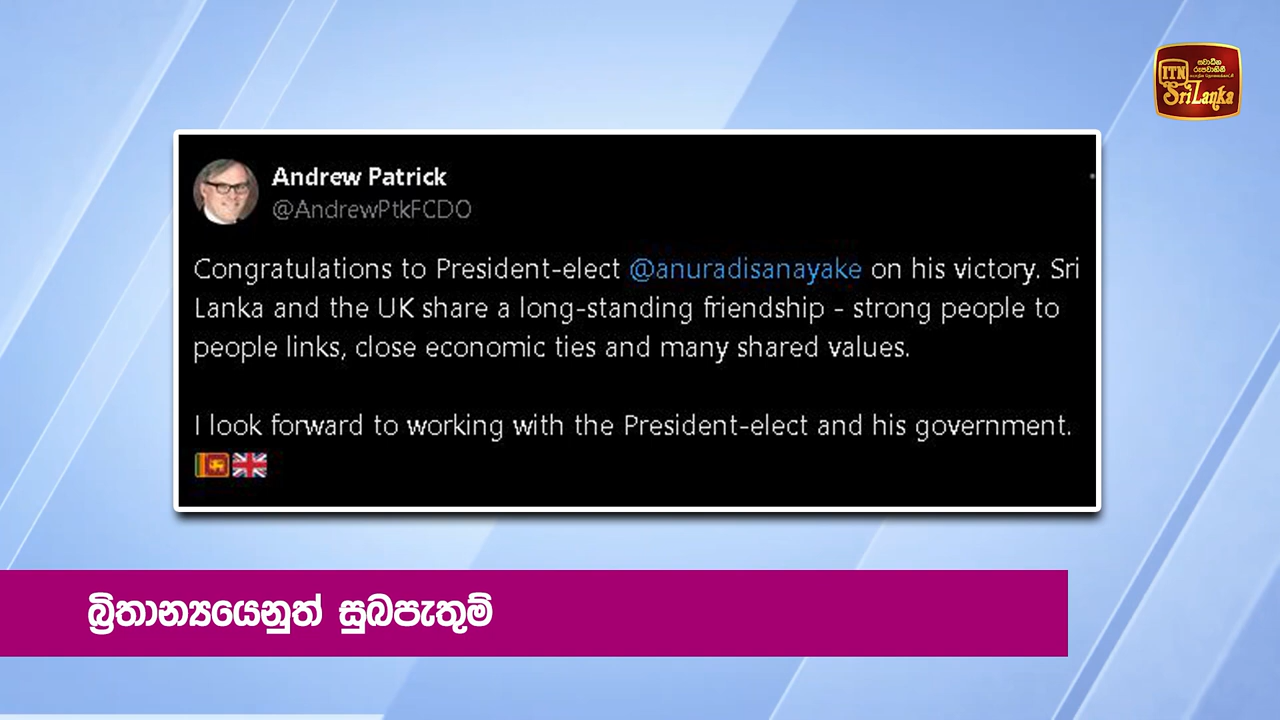 ITN
ස්වාධීන
රූපවාහිනී
Sri Lanka
Andrew Patrick
@AndrewPtkFCDO
Congratulations to President-elect @anuradisanayake on his victory. Sri
Lanka and the UK share a long-standing friendship - strong people to
people links, close economic ties and many shared values.
I look forward to working with the President-elect and his government.
බ්‍රිතාන්‍යයෙනුත් සුබපැතුම්